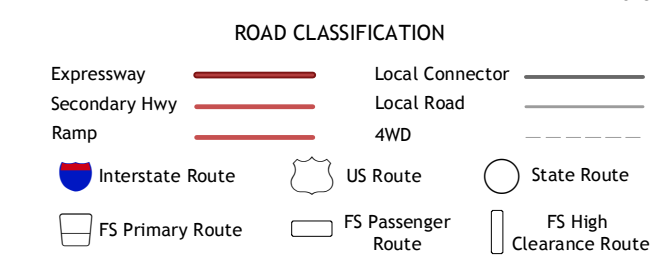 ROAD CLASSIFICATION
Expressway
Local Connector
Secondary Hwy
Local Road
Ramp
4WD
Interstate Route
US Route
State Route
FS Primary Route
FS Passenger
Route
FS High
Clearance Route